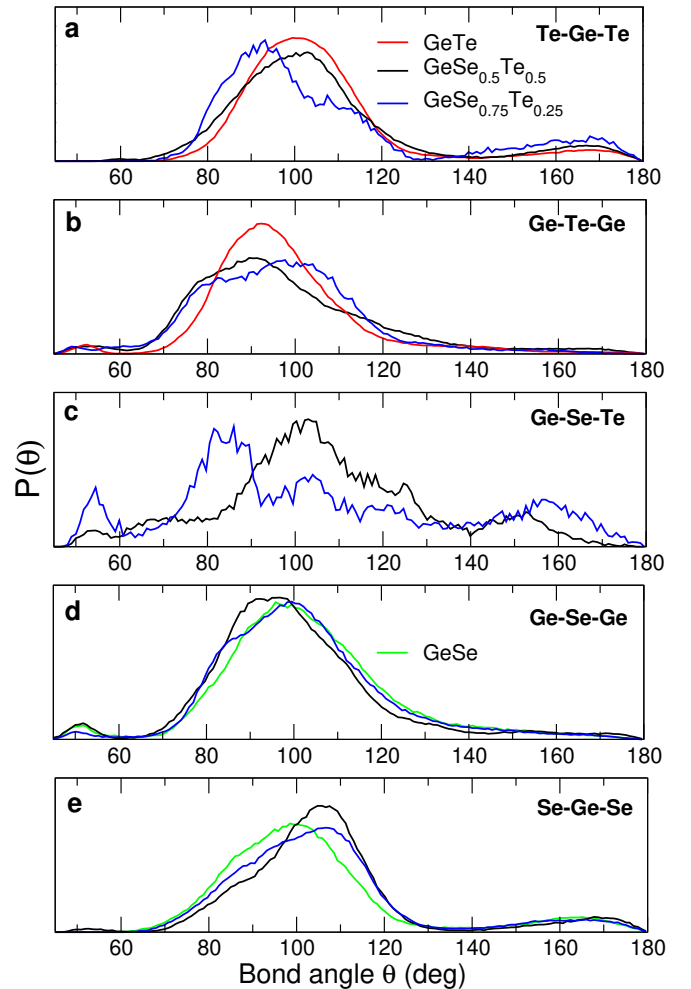 a
Te-Ge-Te
GeTe
GeSe0.5Te0.5
GeSe0.75Te0.25
60 80 100 120 140 160 180
b
Ge-Te-Ge
60 80 100 120 140 160 180
c
Ge-Se-Te
P(θ)
60 80 100 120 140 160 180
d
Ge-Se-Ge
GeSe
60 80 100 120 140 160 180
e
Se-Ge-Se
60 80 100 120 140 160 180
Bond angle θ (deg)